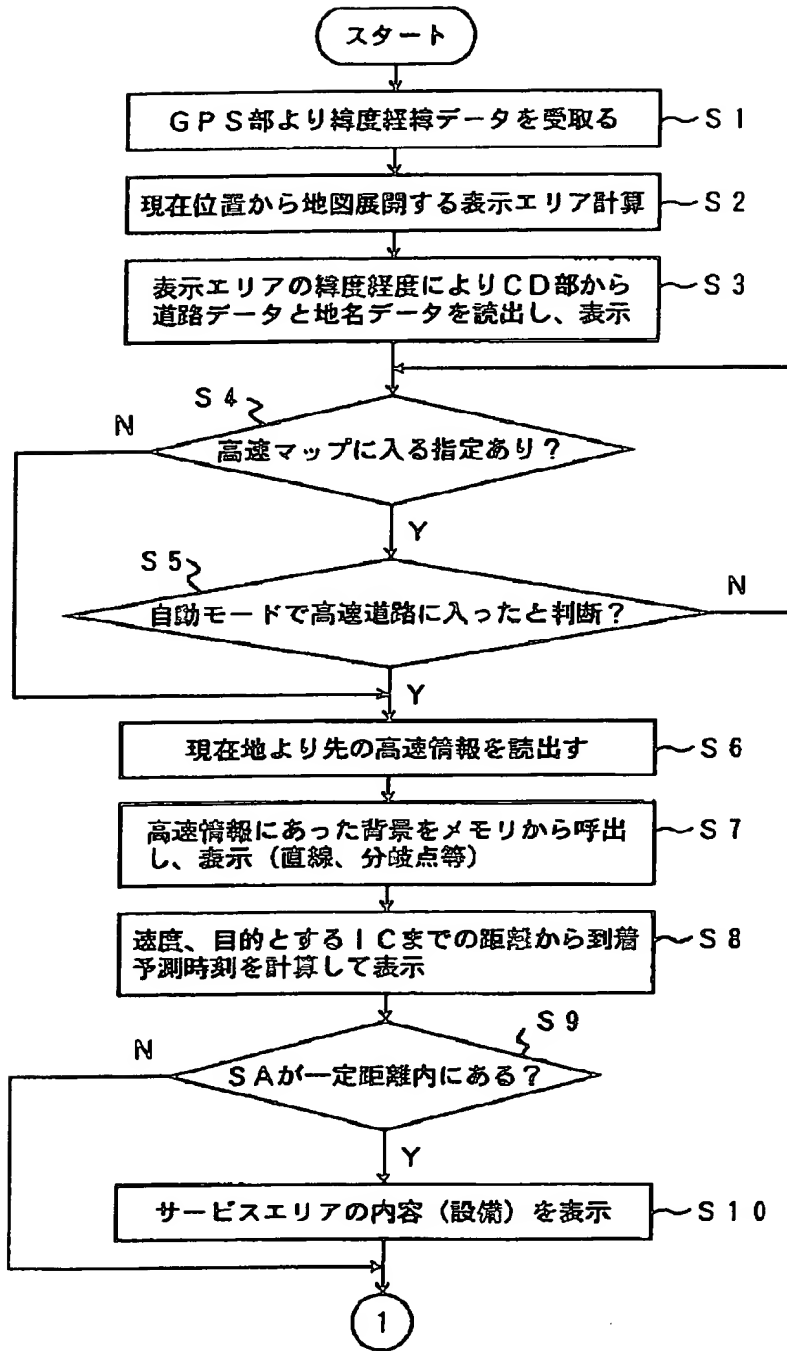 スタート
GPS部より緯度経緯データを受取る
S1
現在位置から地図展開する表示エリア計算
S2
表示エリアの緯度経度によりCD部から
道路データと地名データを読出し、表示
S3
S4
N
高速マップに入る指定あり?
Y
S5
N
自動モードで高速道路に入ったと判断?
Y
現在地より先の高速情報を読出す
S6
高速情報にあった背景をメモリから呼出
し、表示(直線、分岐点等)
S7
速度、目的とするICまでの距離から到着
予測時刻を計算して表示
S8
S9
N
SAが一定距離内にある?
Y
サービスエリアの内容(設備)を表示
S10
1